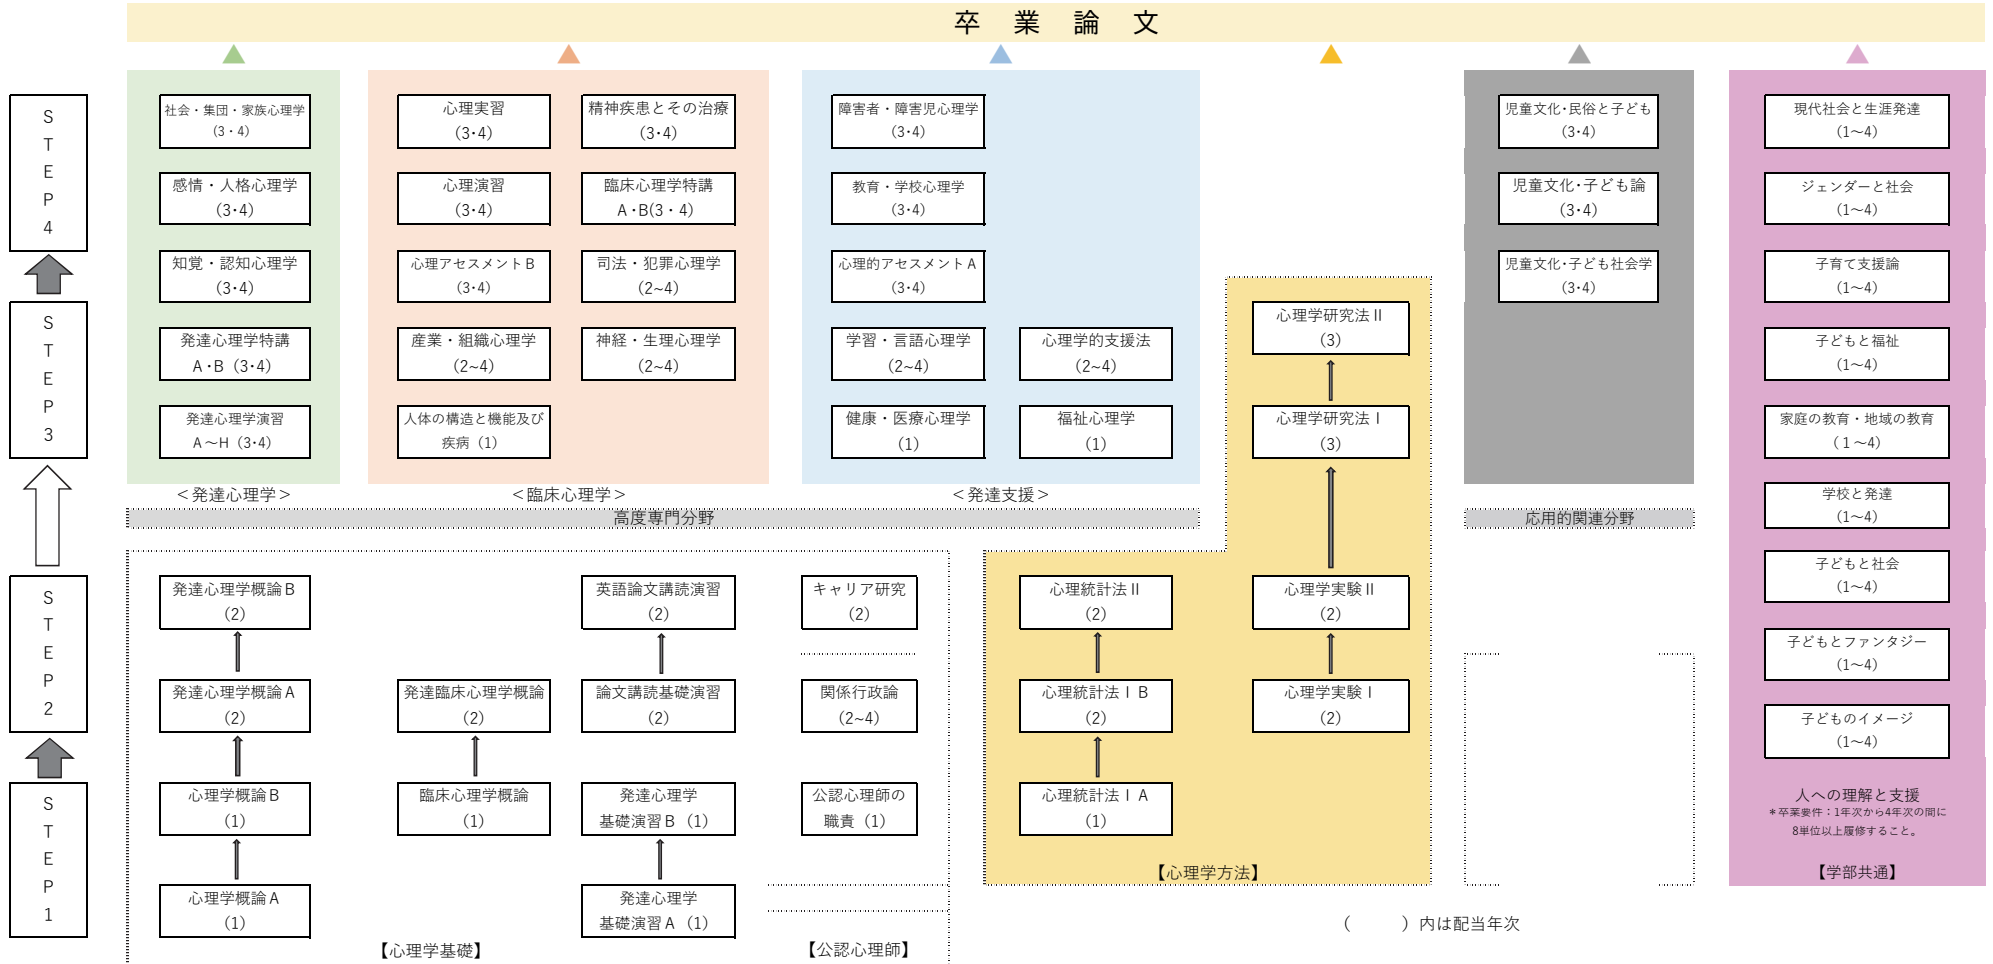 卒業論文
STEP4
STEP3
STEP2
STEP1
社会・集団・家族心理学
(3・4)
感情・人格心理学
(3・4)
知覚・認知心理学
(3・4)
発達心理学特講
A・B (3・4)
発達心理学演習
A～H (3・4)
＜発達心理学＞
心理実習
(3・4)
心理演習
(3・4)
心理アセスメントB
(3・4)
産業・組織心理学
(2~4)
人体の構造と機能及び
疾病 (1)
精神疾患とその治療
(3・4)
臨床心理学特講
A・B(3・4)
司法・犯罪心理学
(2~4)
神経・生理心理学
(2~4)
＜臨床心理学＞
障害者・障害児心理学
(3・4)
教育・学校心理学
(3・4)
心理的アセスメントA
(3・4)
学習・言語心理学
(2~4)
健康・医療心理学
(1)
心理学的支援法
(2~4)
福祉心理学
(1)
＜発達支援＞
高度専門分野
心理学研究法Ⅱ
(3)
心理学研究法Ⅰ
(3)
児童文化・民俗と子ども
(3・4)
児童文化・子ども論
(3・4)
児童文化・子ども社会学
(3・4)
応用的関連分野
現代社会と生涯発達
(1～4)
ジェンダーと社会
(1～4)
子育て支援論
(1～4)
子どもと福祉
(1～4)
家庭の教育・地域の教育
(1～4)
学校と発達
(1～4)
子どもと社会
(1～4)
子どもとファンタジー
(1～4)
子どものイメージ
(1～4)
人への理解と支援
＊卒業要件：1年次から4年次の間に
8単位以上履修すること。
【学部共通】
発達心理学概論B
(2)
発達心理学概論A
(2)
心理学概論B
(1)
心理学概論A
(1)
発達臨床心理学概論
(2)
臨床心理学概論
(1)
英語論文講読演習
(2)
論文講読基礎演習
(2)
発達心理学
基礎演習B (1)
発達心理学
基礎演習A (1)
【心理学基礎】
キャリア研究
(2)
関係行政論
(2~4)
公認心理師の
職責 (1)
【公認心理師】
心理統計法Ⅱ
(2)
心理統計法ⅠB
(2)
心理統計法ⅠA
(1)
心理学実験Ⅱ
(2)
心理学実験Ⅰ
(2)
【心理学方法】
(　　)内は配当年次